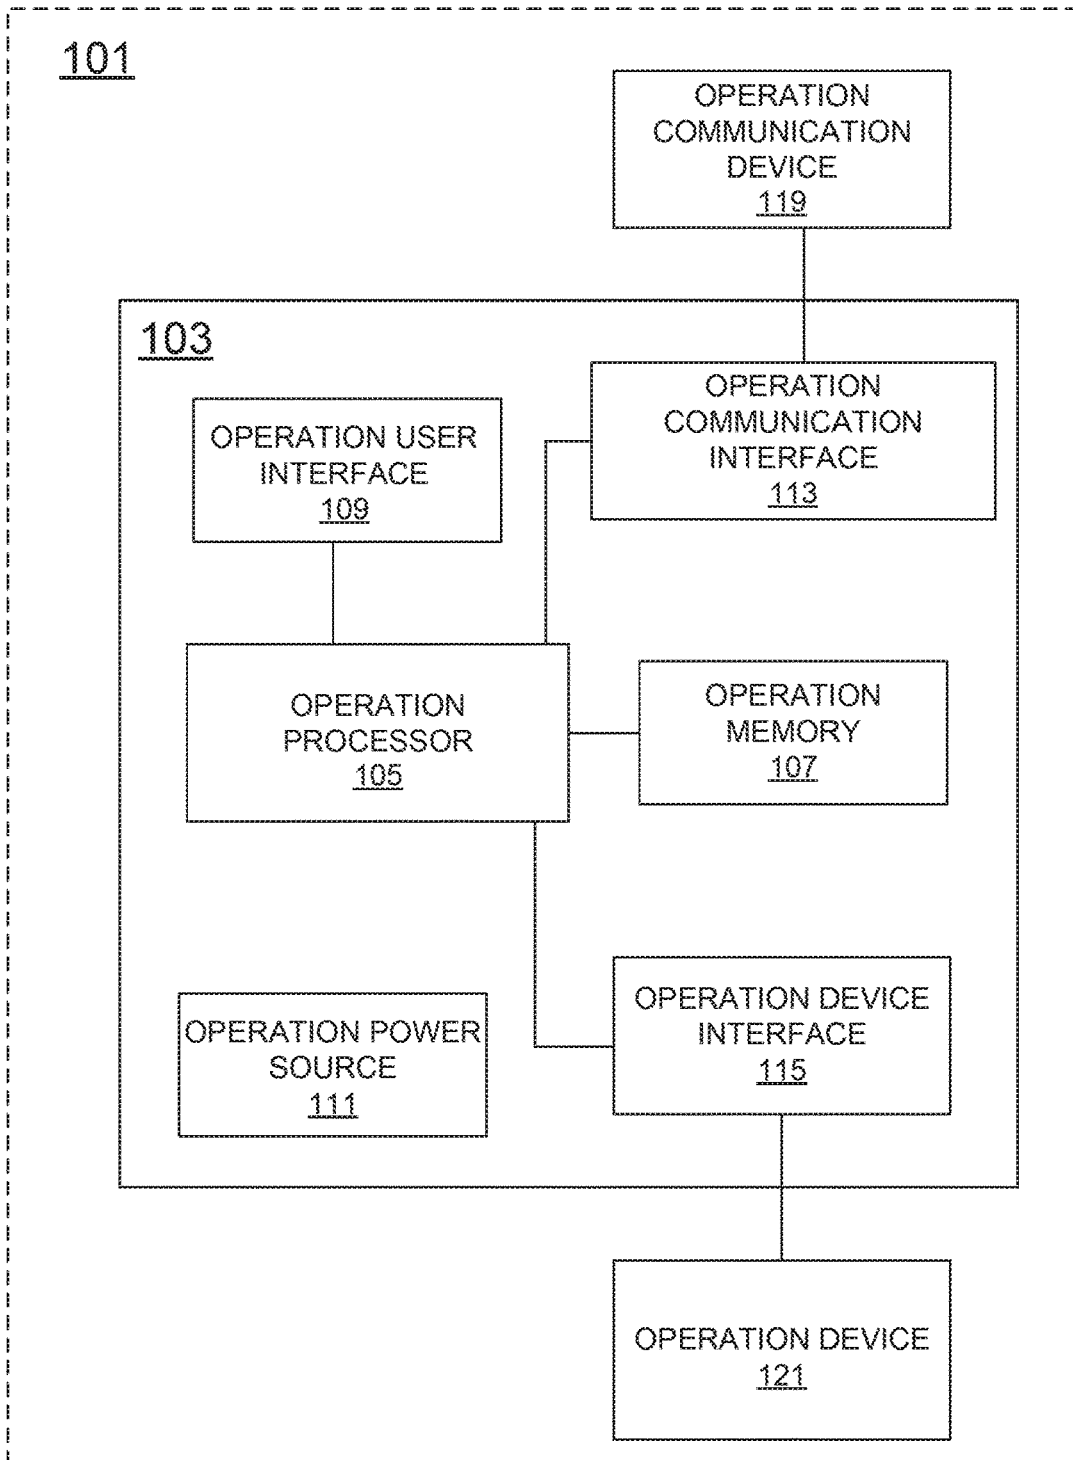 101
OPERATION
COMMUNICATION
DEVICE
119
103
OPERATION
COMMUNICATION
INTERFACE
113
OPERATION USER
INTERFACE
109
OPERATION
PROCESSOR
105
OPERATION
MEMORY
107
OPERATION DEVICE
INTERFACE
115
OPERATION POWER
SOURCE
111
OPERATION DEVICE
121